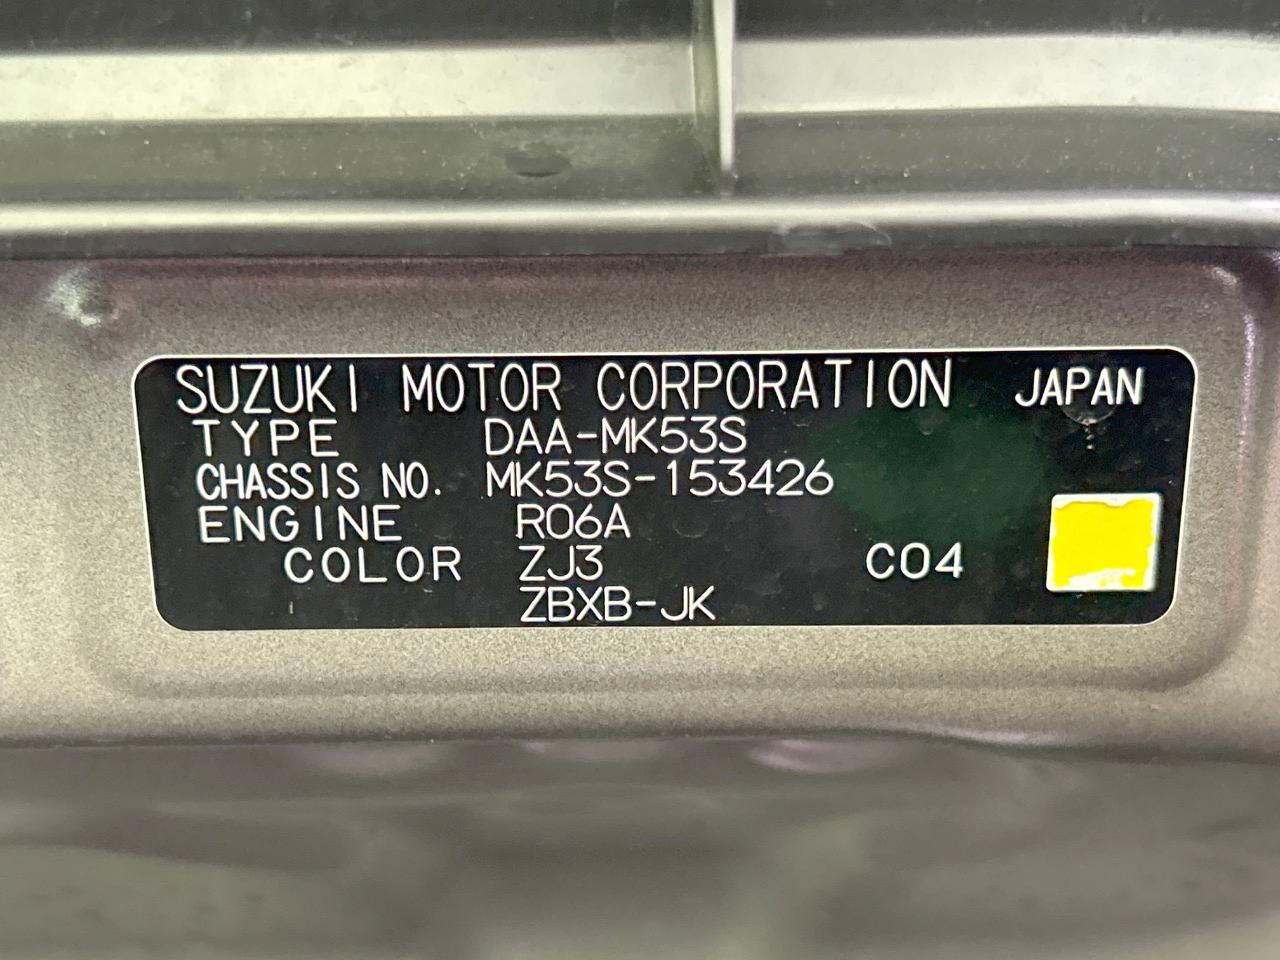 SUZUKI MOTOR CORPORATION JAPAN
TYPE DAA-MK53S
CHASSIS NO. MK53S-153426
ENGINE R06A
COLOR ZJ3 C04
ZBXB-JK